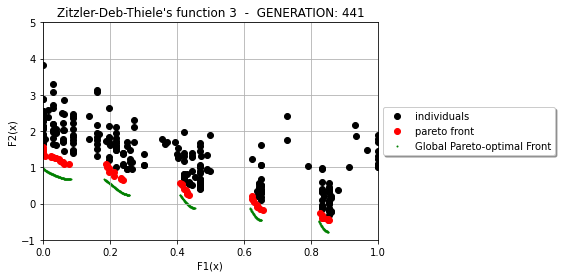 Zitzler-Deb-Thiele's function 3 - GENERATION: 441
F2(x)
5
4
3
2
1
0
−1
0.0 0.2 0.4 0.6 0.8 1.0
F1(x)
individuals
pareto front
Global Pareto-optimal Front